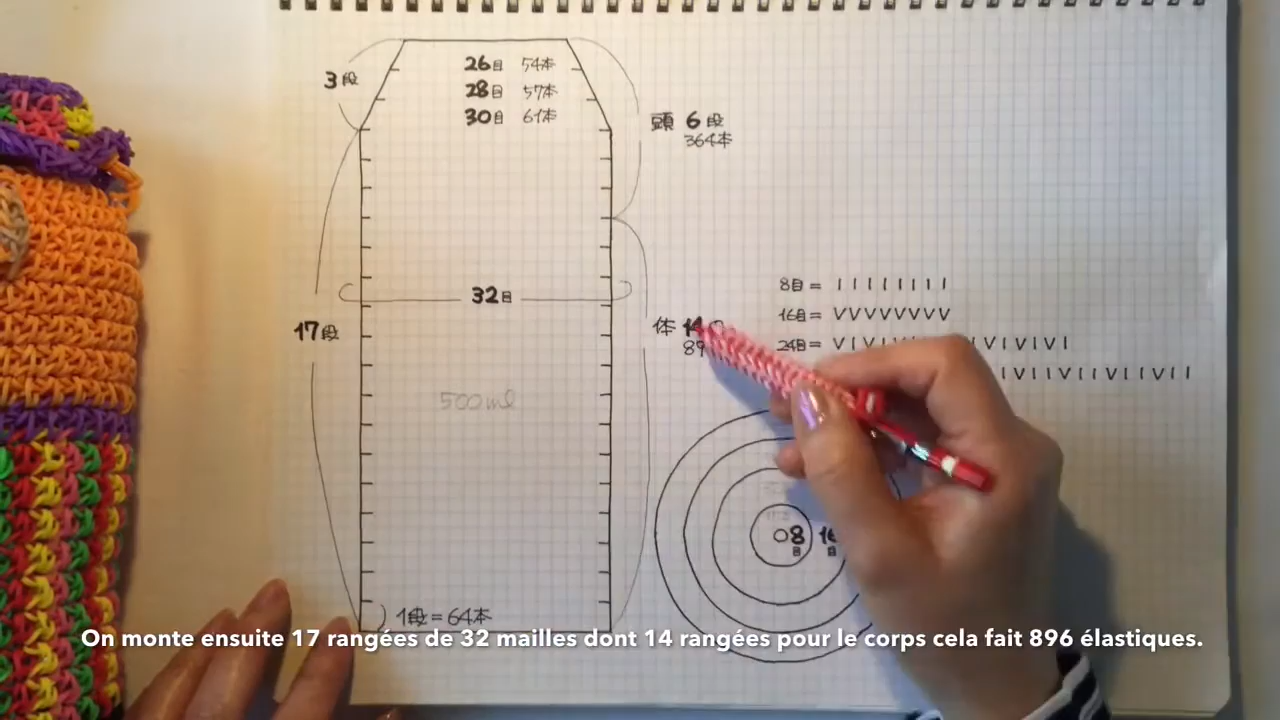 26目 54本
28目 57本
30目 61本
3段
頭 6段
364本
32目
17段
体 14
89
8目= I I I I I I I I
16目= V V V V V V V V
24目= V I V I V I V I
I V I I V I I V I I
500ml
8目
1段=64本
On monte ensuite 17 rangées de 32 mailles dont 14 rangées pour le corps cela fait 896 élastiques.